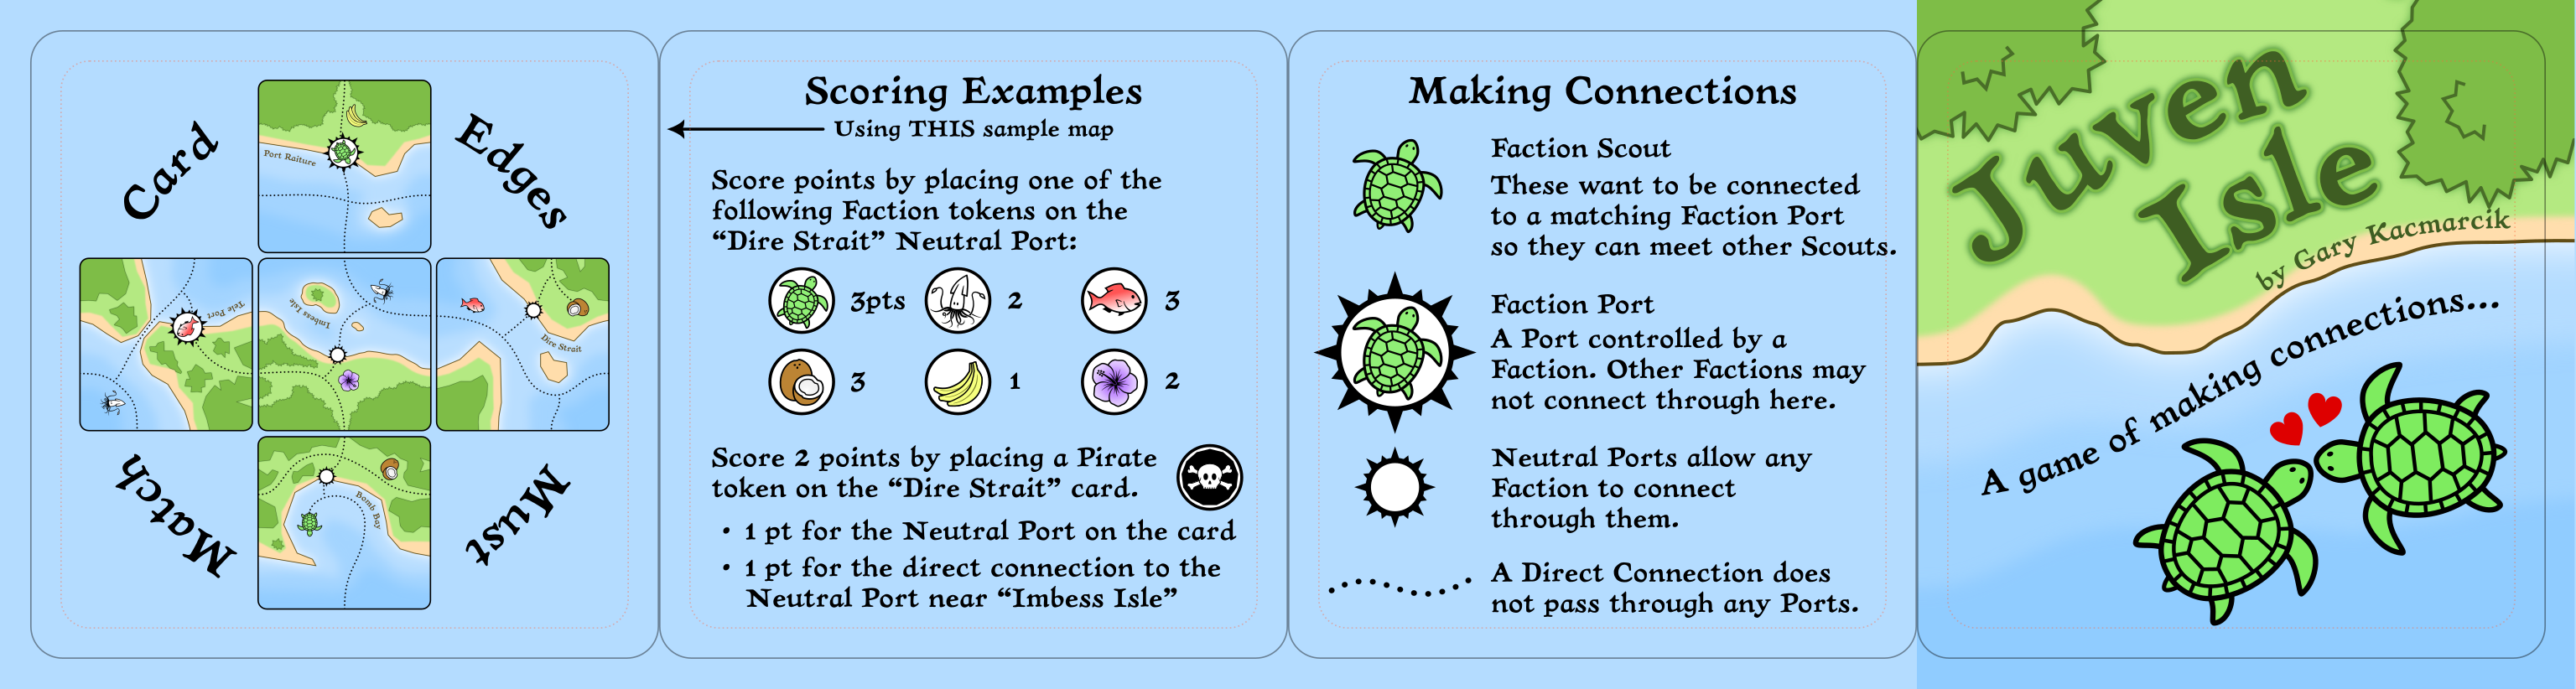 Card
Edges
Match
Must
Port Raiture
Tele Port
Imbess Isle
Dire Strait
Bomb Bay
Scoring Examples
Using THIS sample map
Score points by placing one of the
following Faction tokens on the
“Dire Strait” Neutral Port:
3pts 2 3
3 1 2
Score 2 points by placing a Pirate
token on the “Dire Strait” card.
• 1 pt for the Neutral Port on the card
• 1 pt for the direct connection to the
Neutral Port near “Imbess Isle”
Making Connections
Faction Scout
These want to be connected
to a matching Faction Port
so they can meet other Scouts.
Faction Port
A Port controlled by a
Faction. Other Factions may
not connect through here.
Neutral Ports allow any
Faction to connect
through them.
A Direct Connection does
not pass through any Ports.
Juven
Isle
by Gary Kacmarcik
A game of making connections...